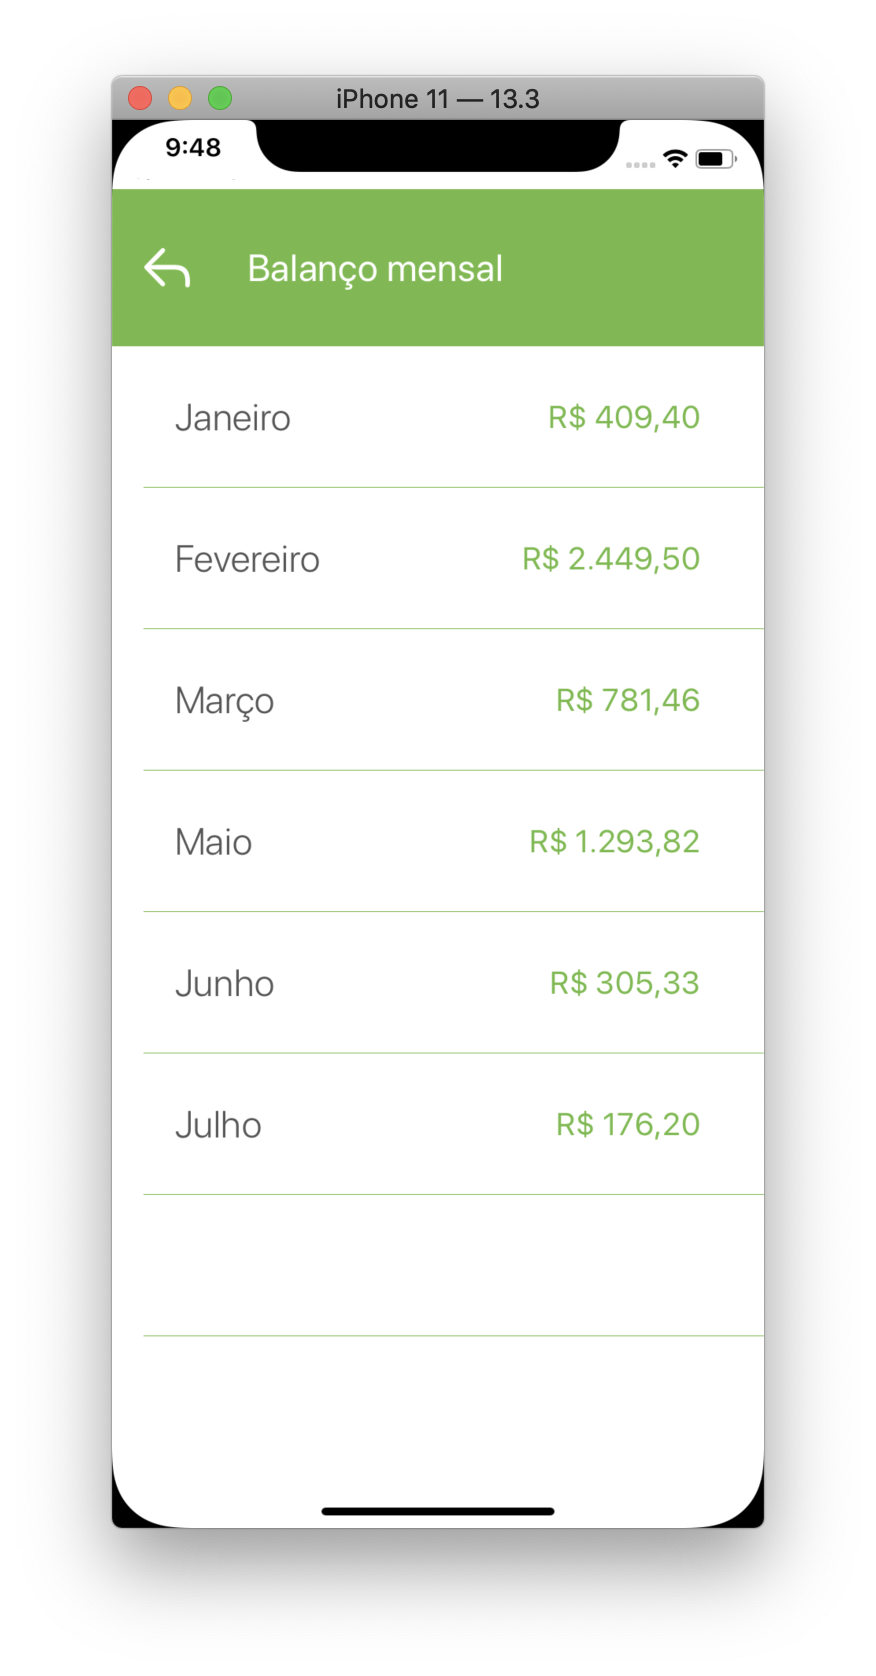 iPhone 11 — 13.3
9:48
Balanço mensal
Janeiro R$ 409,40
Fevereiro R$ 2.449,50
Março R$ 781,46
Maio R$ 1.293,82
Junho R$ 305,33
Julho R$ 176,20